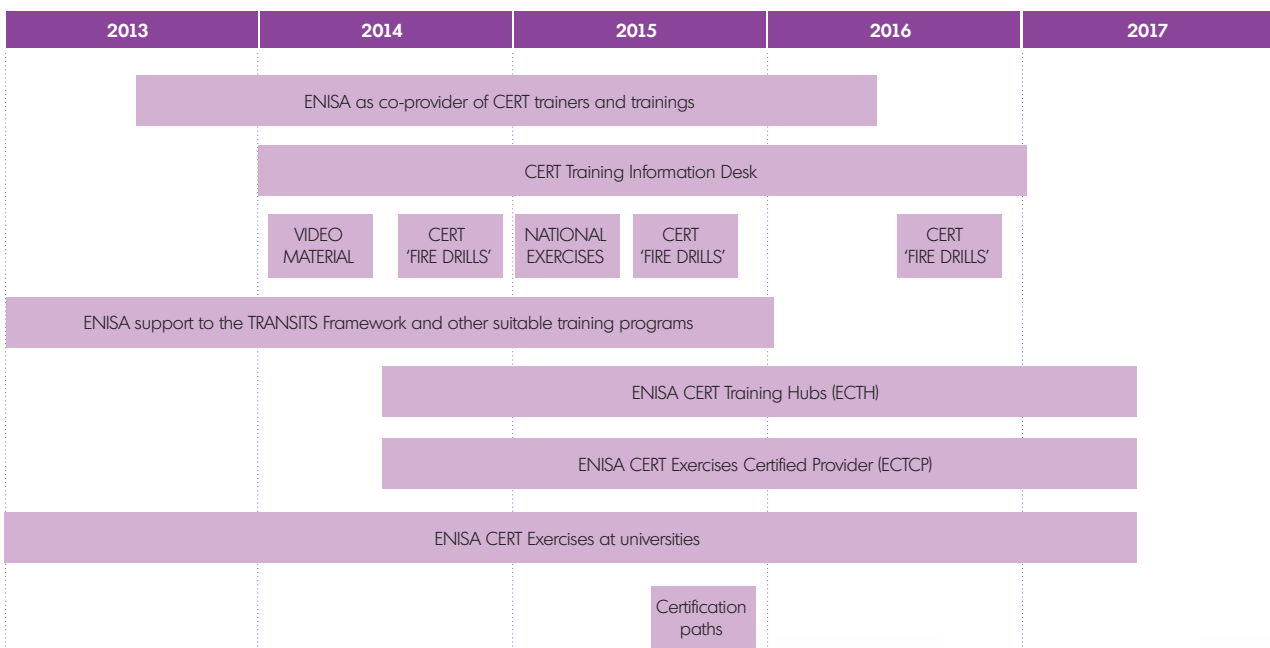 2013 2014 2015 2016 2017
ENISA as co-provider of CERT trainers and trainings
CERT Training Information Desk
VIDEO
MATERIAL
CERT
'FIRE DRILLS'
NATIONAL
EXERCISES
CERT
'FIRE DRILLS'
CERT
'FIRE DRILLS'
ENISA support to the TRANSITS Framework and other suitable training programs
ENISA CERT Training Hubs (ECTH)
ENISA CERT Exercises Certified Provider (ECTCP)
ENISA CERT Exercises at universities
Certification
paths